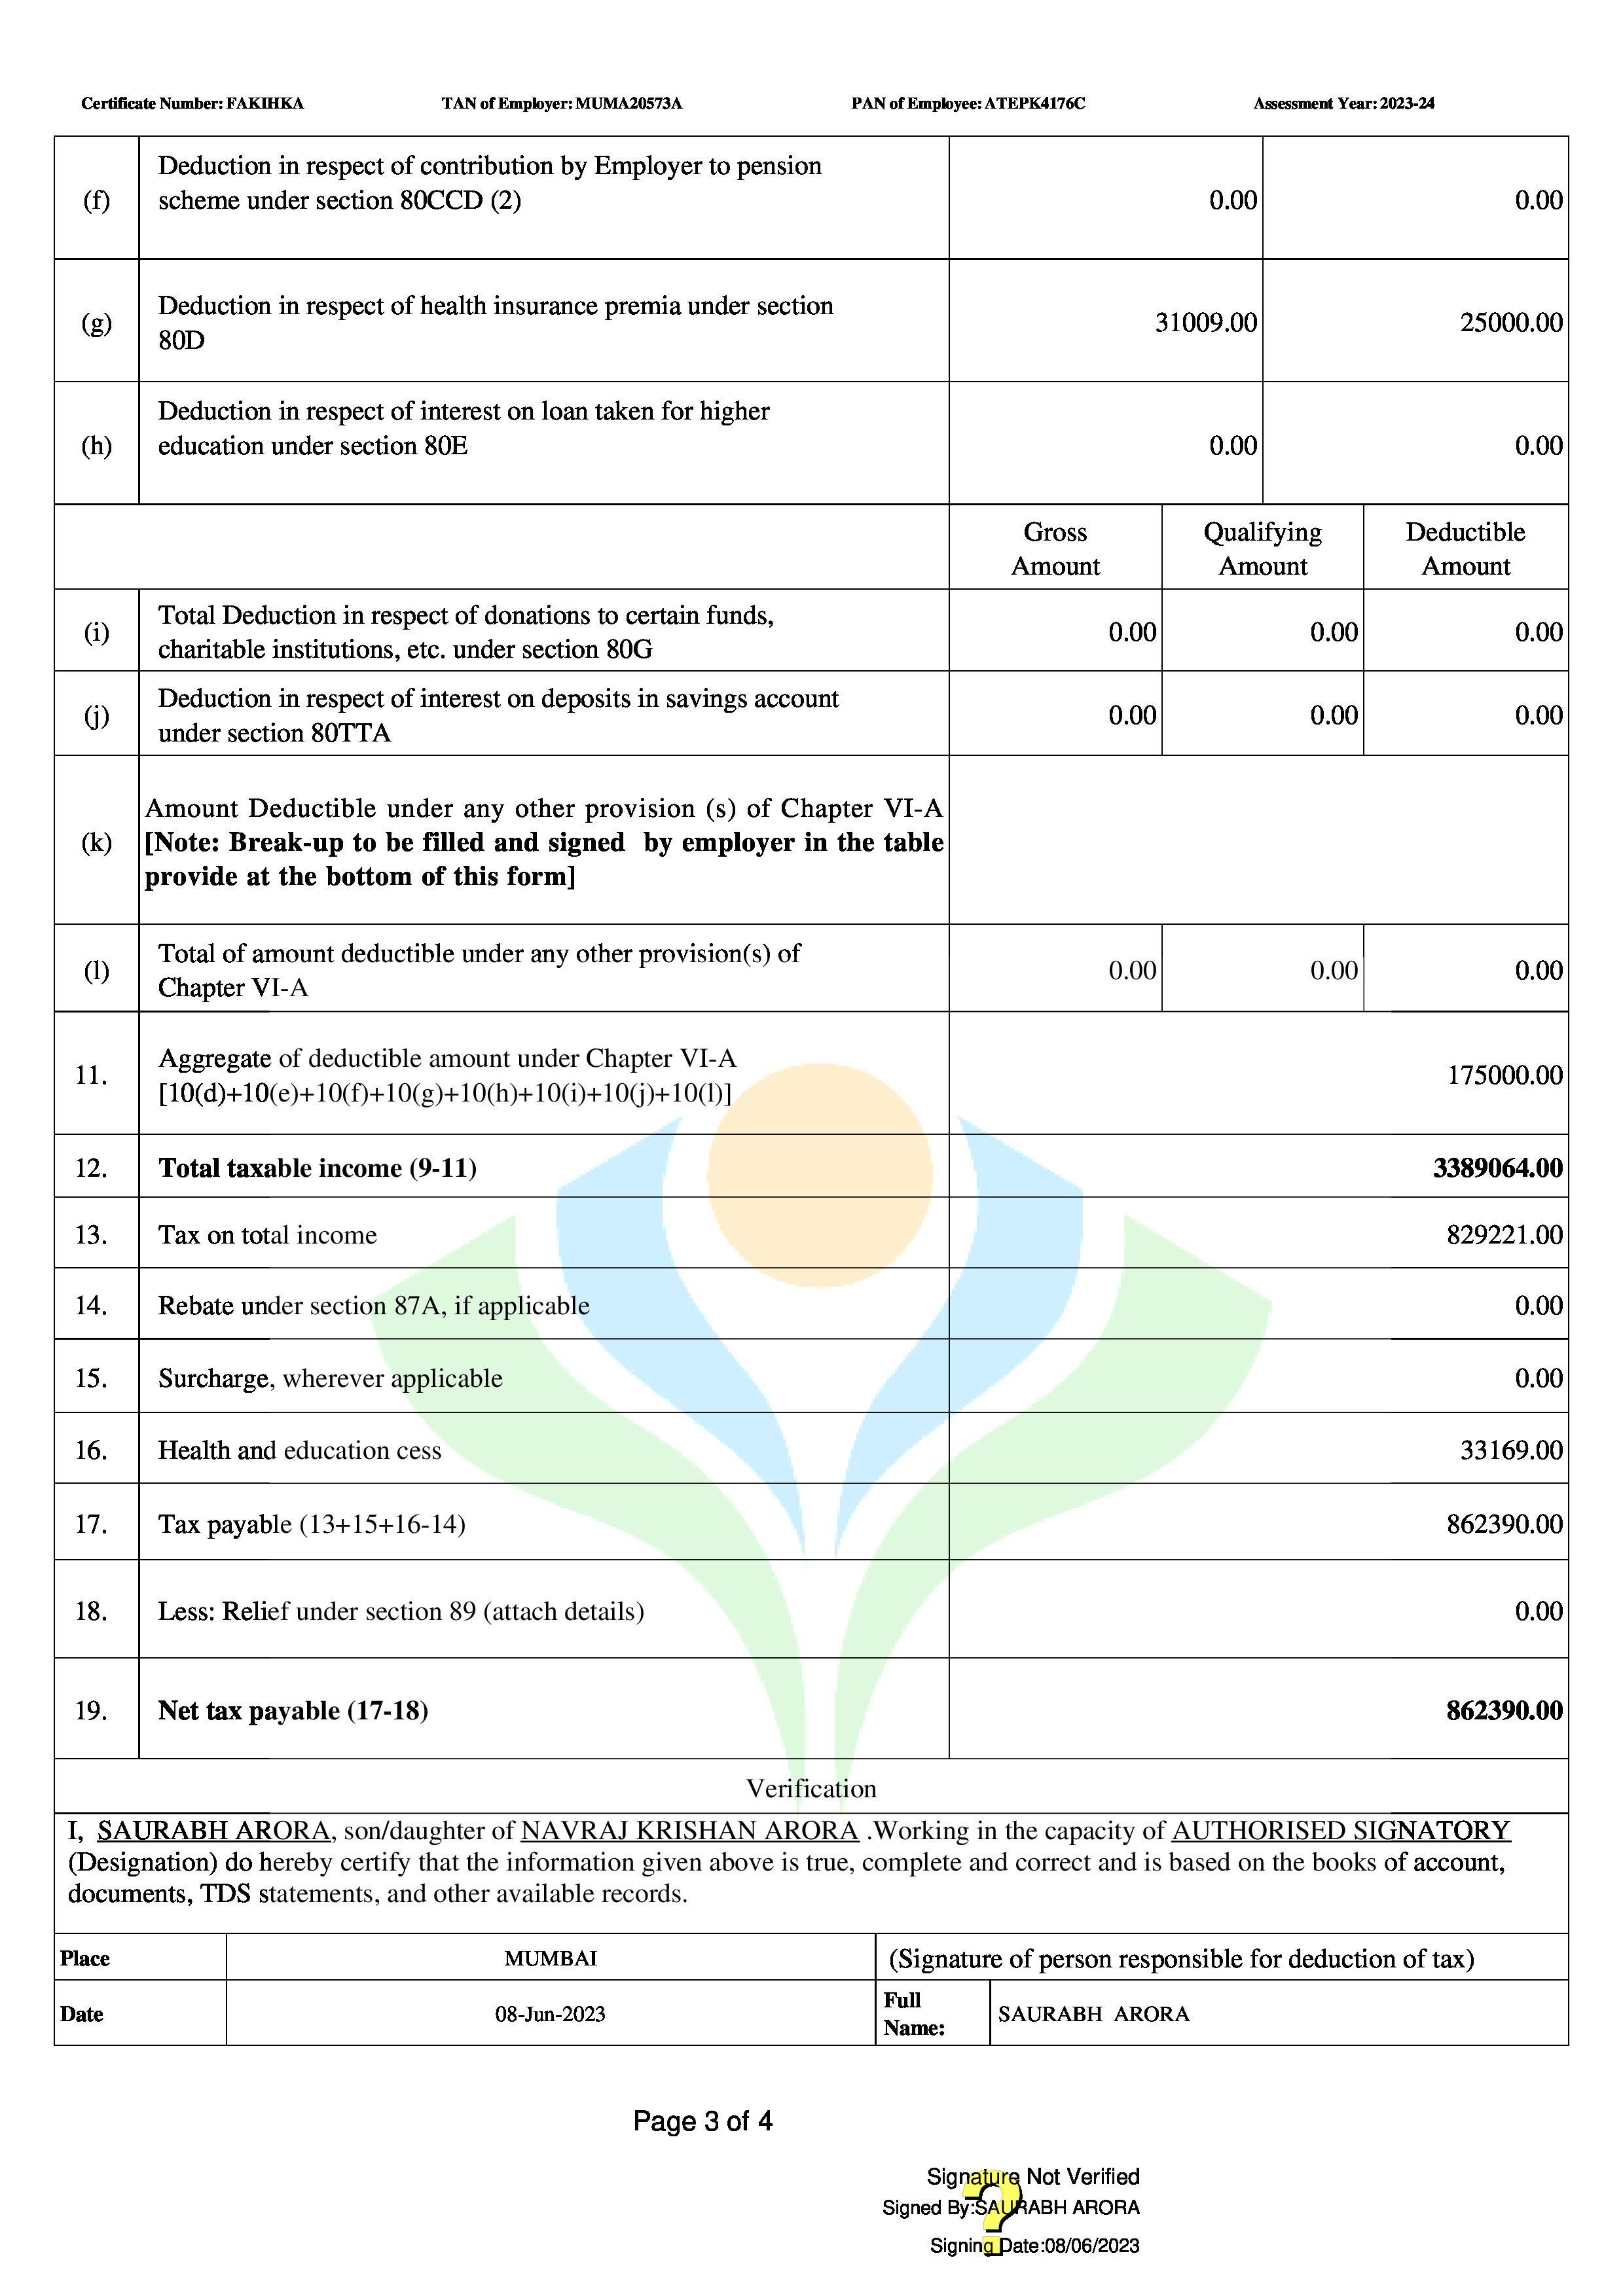 Certificate Number: FAKIHKA TAN of Employer: MUMA20573A PAN of Employee: ATEPK4176C Assessment Year: 2023-24
(f) Deduction in respect of contribution by Employer to pension
scheme under section 80CCD (2) 0.00 0.00
(g) Deduction in respect of health insurance premia under section
80D 31009.00 25000.00
(h) Deduction in respect of interest on loan taken for higher
education under section 80E 0.00 0.00
Gross Qualifying Deductible
Amount Amount Amount
(i) Total Deduction in respect of donations to certain funds,
charitable institutions, etc. under section 80G 0.00 0.00 0.00
(j) Deduction in respect of interest on deposits in savings account
under section 80TTA 0.00 0.00 0.00
(k) Amount Deductible under any other provision (s) of Chapter VI-A
[Note: Break-up to be filled and signed by employer in the table
provide at the bottom of this form]
(l) Total of amount deductible under any other provision(s) of
Chapter VI-A 0.00 0.00 0.00
11. Aggregate of deductible amount under Chapter VI-A
[10(d)+10(e)+10(f)+10(g)+10(h)+10(i)+10(j)+10(l)] 175000.00
12. Total taxable income (9-11) 3389064.00
13. Tax on total income 829221.00
14. Rebate under section 87A, if applicable 0.00
15. Surcharge, wherever applicable 0.00
16. Health and education cess 33169.00
17. Tax payable (13+15+16-14) 862390.00
18. Less: Relief under section 89 (attach details) 0.00
19. Net tax payable (17-18) 862390.00
Verification
I, SAURABH ARORA, son/daughter of NAVRAJ KRISHAN ARORA .Working in the capacity of AUTHORISED SIGNATORY
(Designation) do hereby certify that the information given above is true, complete and correct and is based on the books of account,
documents, TDS statements, and other available records.
Place MUMBAI (Signature of person responsible for deduction of tax)
Date 08-Jun-2023 Full
Name: SAURABH ARORA
Page 3 of 4
Signature Not Verified
Signed By:SAURABH ARORA
Signing Date:08/06/2023
?